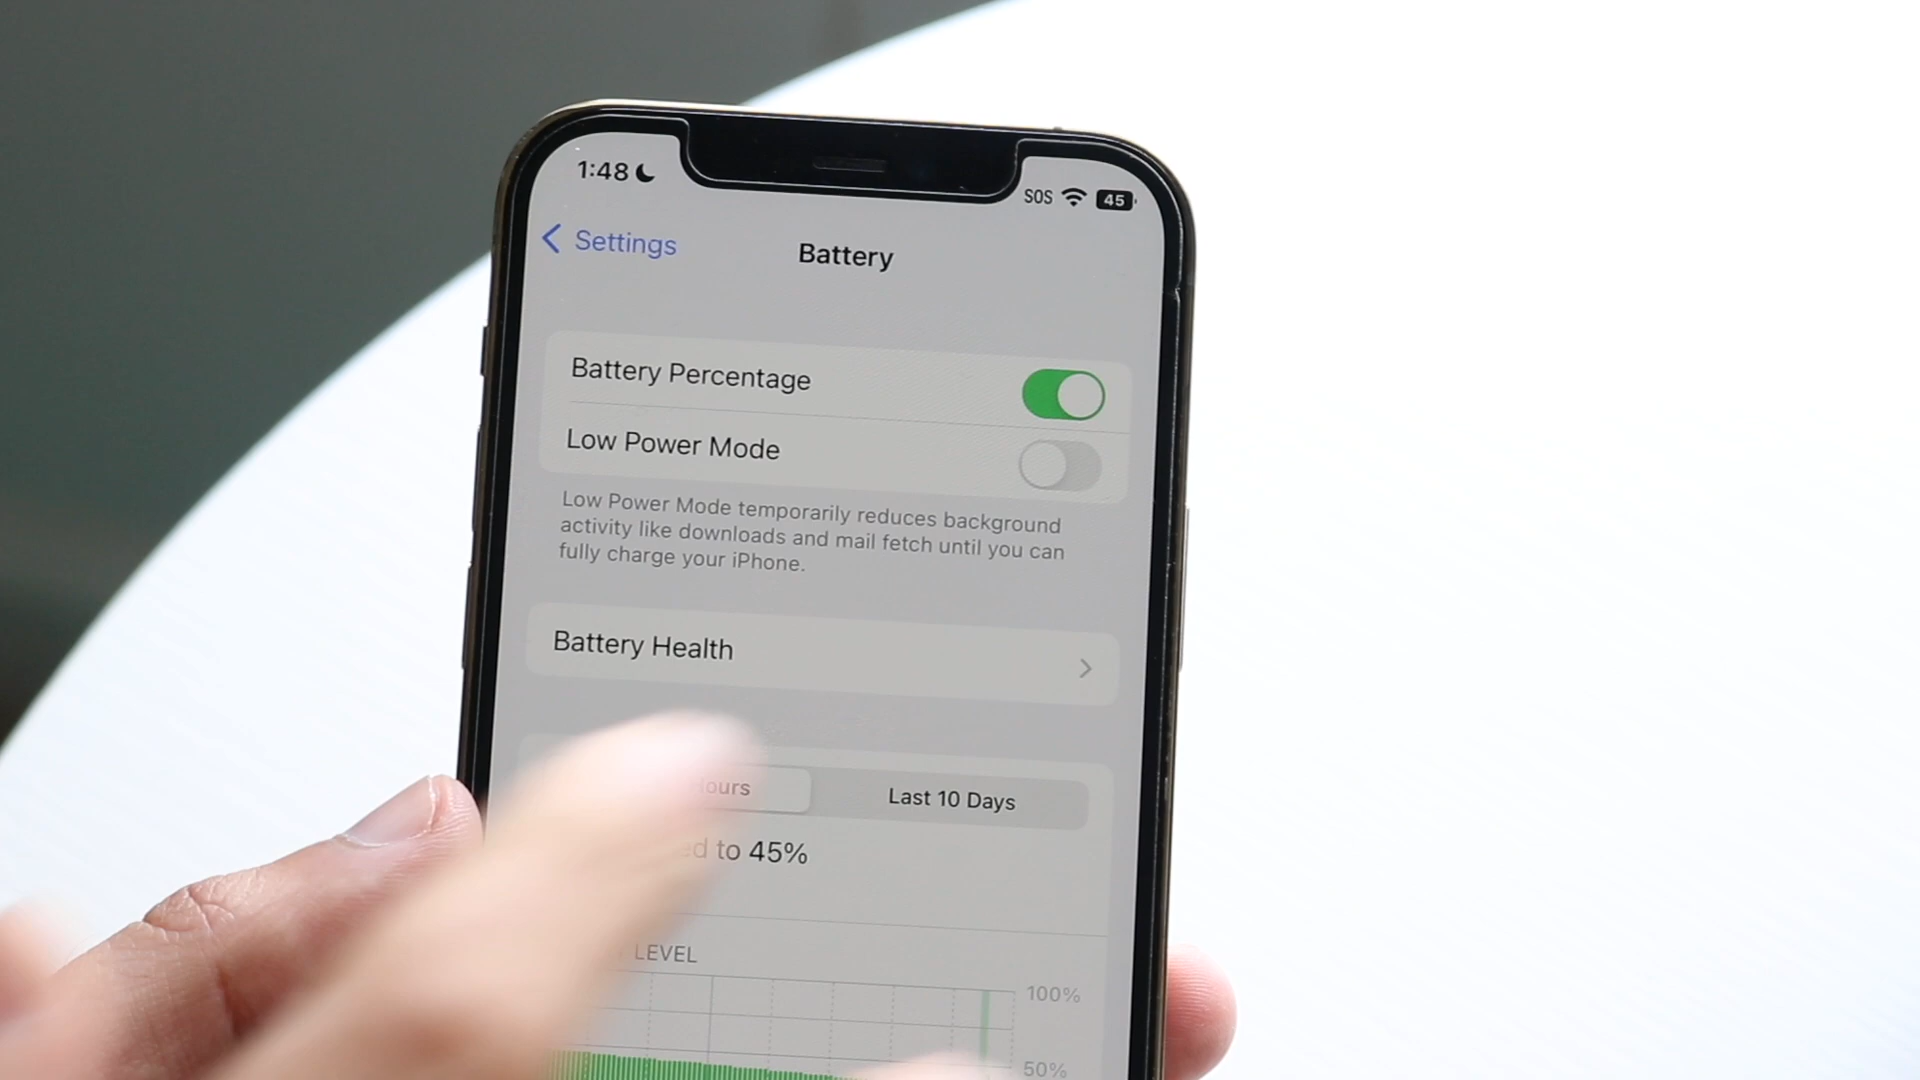 1:48
SOS 45
Settings
Battery
Battery Percentage
Low Power Mode
Low Power Mode temporarily reduces background
activity like downloads and mail fetch until you can
fully charge your iPhone.
Battery Health
Last 10 Days
to 45%
LEVEL
100%
50%